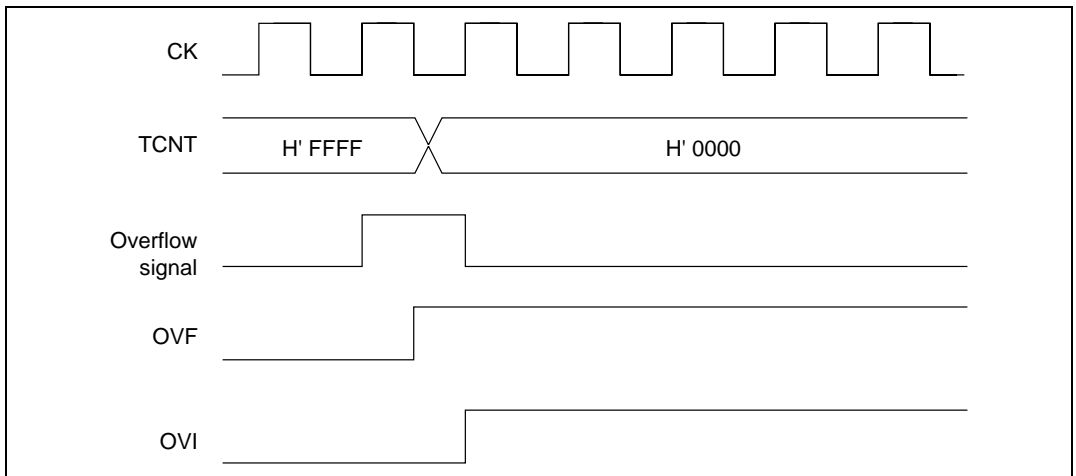 CK
TCNT
H' FFFF
H' 0000
Overflow
signal
OVF
OVI